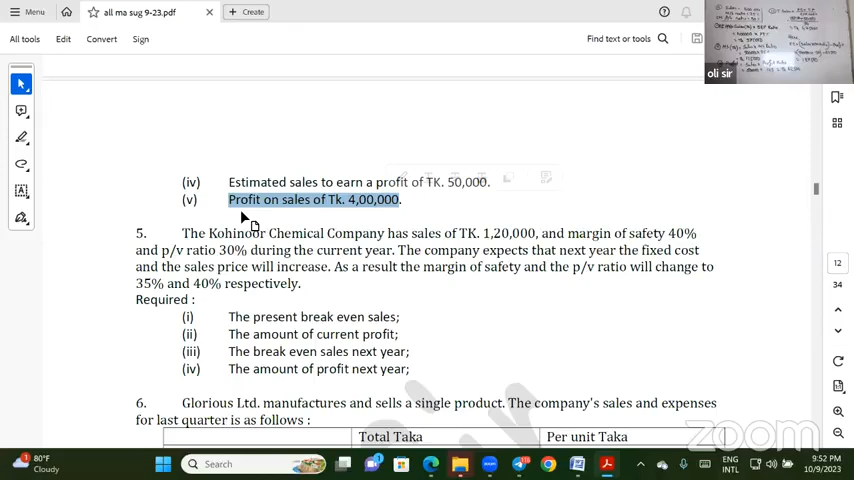 Menu
all ma sug 9-23.pdf
Create
All tools
Edit
Convert
Sign
Find text or tools
oli sir
(iv) Estimated sales to earn a profit of TK. 50,000.
(v) Profit on sales of Tk. 4,00,000.
5. The Kohinoor Chemical Company has sales of TK. 1,20,000, and margin of safety 40%
and p/v ratio 30% during the current year. The company expects that next year the fixed cost
and the sales price will increase. As a result the margin of safety and the p/v ratio will change to
35% and 40% respectively.
Required :
(i) The present break even sales;
(ii) The amount of current profit;
(iii) The break even sales next year;
(iv) The amount of profit next year;
6. Glorious Ltd. manufactures and sells a single product. The company's sales and expenses
for last quarter is as follows :
Total Taka Per unit Taka
12
34
zoom
80°F
Cloudy
Search
ENG
INTL
9:52 PM
10/9/2023